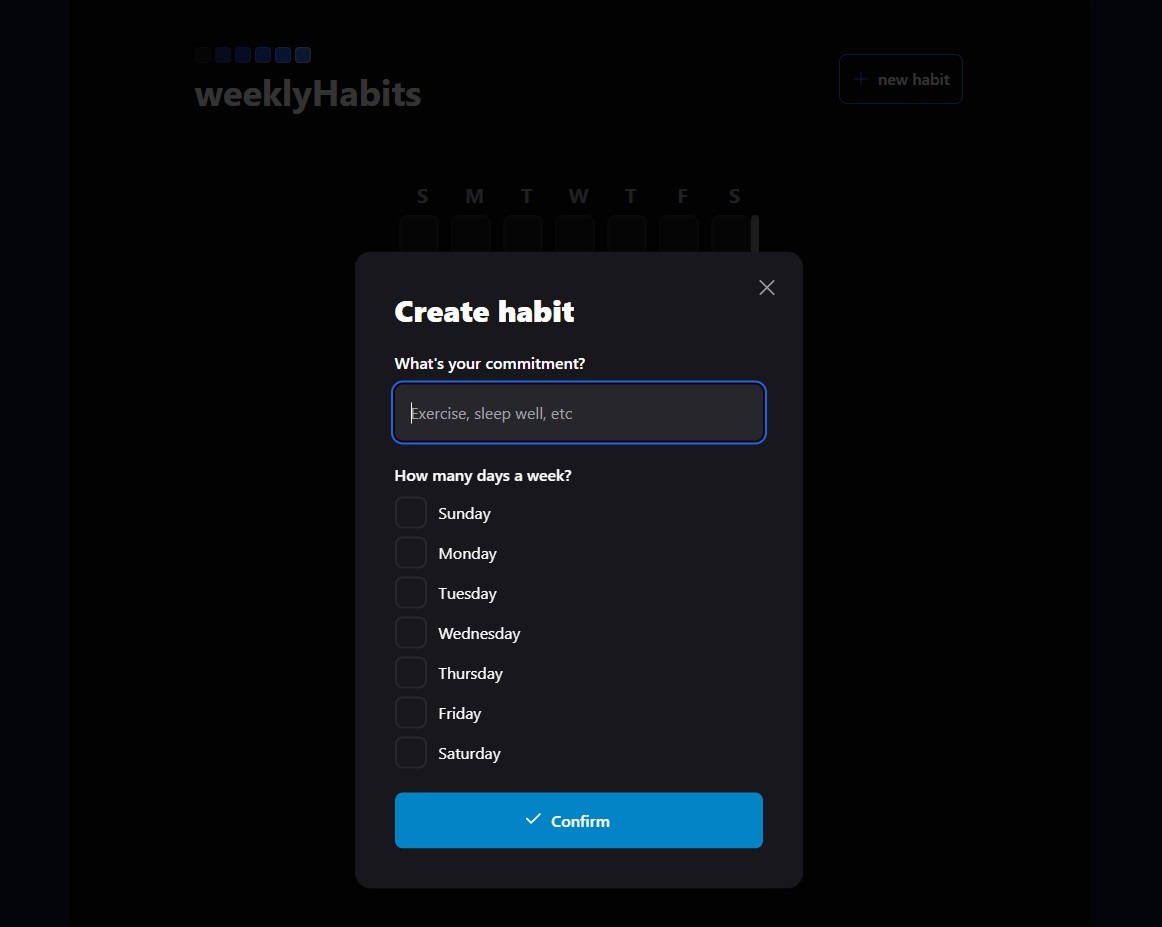 weeklyHabits
+ new habit
S M T W T F S
Create habit
What's your commitment?
Exercise, sleep well, etc
How many days a week?
Sunday
Monday
Tuesday
Wednesday
Thursday
Friday
Saturday
Confirm